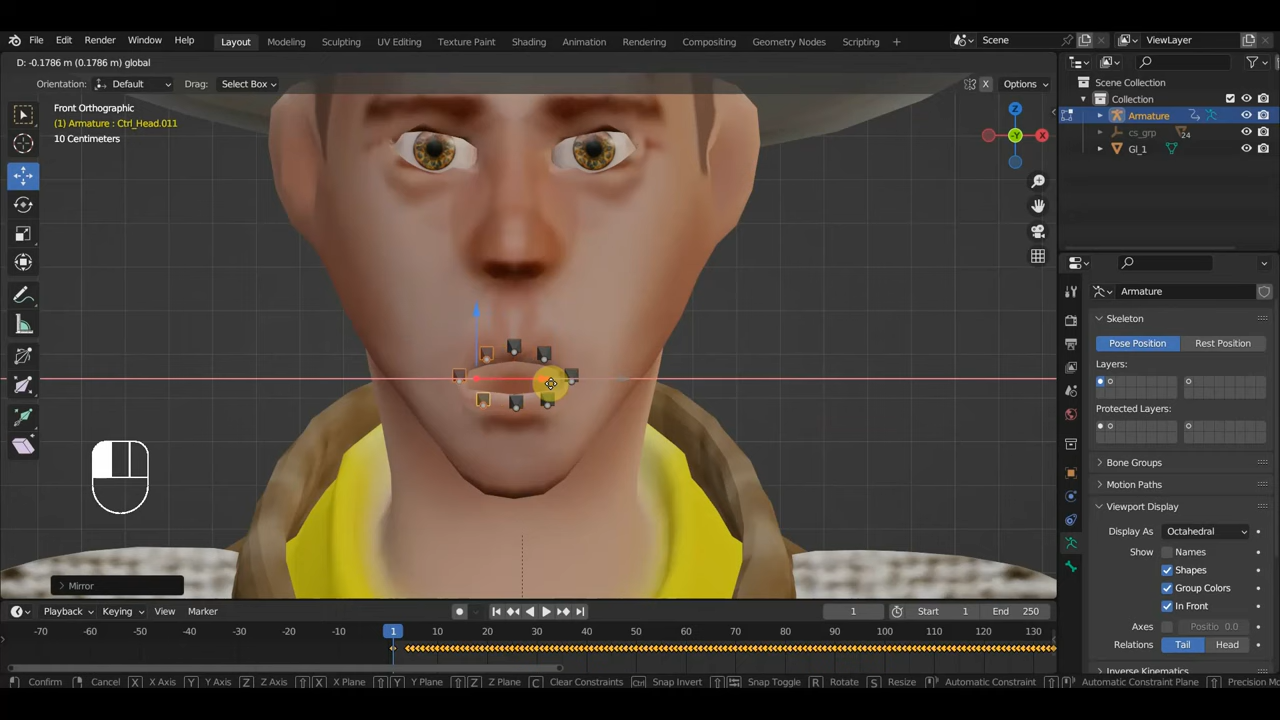 File Edit Render Window Help Layout Modeling Sculpting UV Editing Texture Paint Shading Animation Rendering Compositing Geometry Nodes Scripting + Scene ViewLayer
D: -0.1786 m (0.1786 m) global
Orientation: Default Drag: Select Box X Options
Front Orthographic
(1) Armature : Ctrl_Head.011
10 Centimeters
Z
-Y X
Mirror
Scene Collection
Collection
Armature
cs_grp 24
Gl_1
Armature
Skeleton
Pose Position Rest Position
Layers:
Protected Layers:
Bone Groups
Motion Paths
Viewport Display
Display As Octahedral
Show Names
Shapes
Group Colors
In Front
Axes Positio 0.0
Relations Tail Head
Inverse Kinematics
Playback Keying View Marker 1 Start 1 End 250
-70 -60 -50 -40 -30 -20 -10 1 10 20 30 40 50 60 70 80 90 100 110 120 130
Confirm Cancel X X Axis Y Y Axis Z Z Axis X X Plane Y Y Plane Z Z Plane C Clear Constraints Ctrl Snap Invert Snap Toggle R Rotate S Resize Automatic Constraint Automatic Constraint Plane Precision Mo